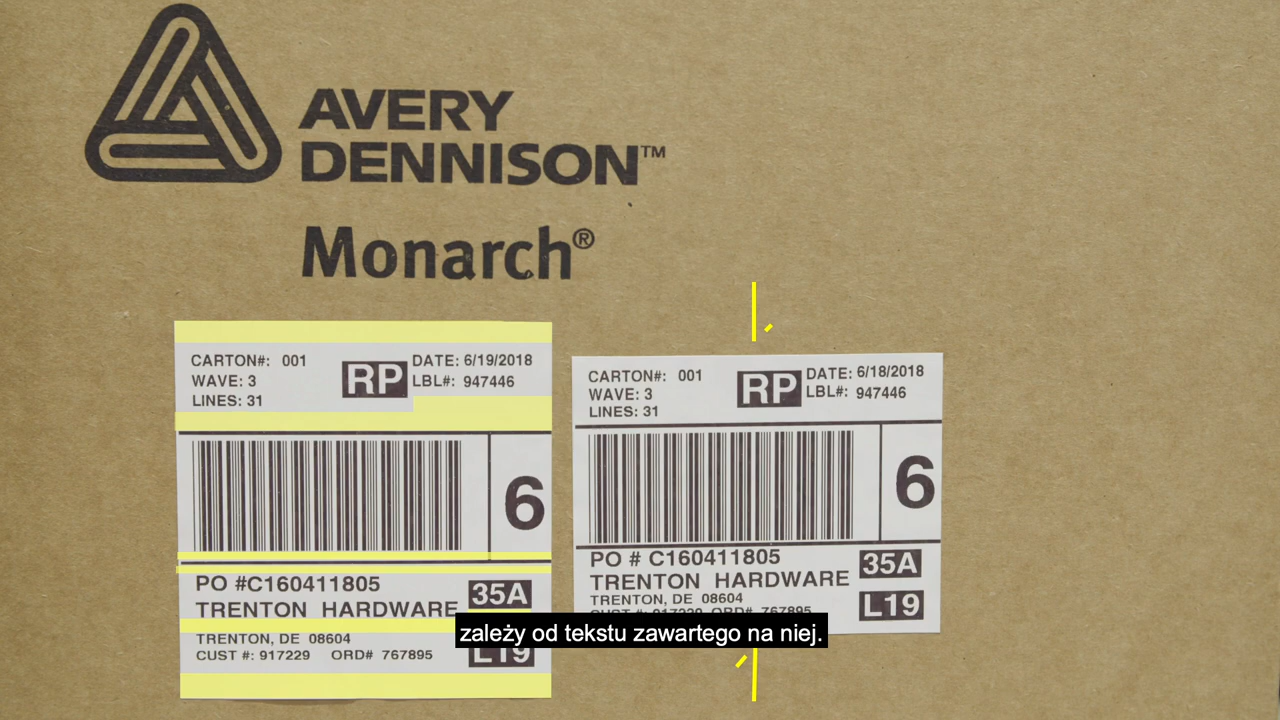 AVERY
DENNISON™
Monarch®
CARTON#: 001
WAVE: 3
LINES: 31
RP
DATE: 6/19/2018
LBL#: 947446
6
PO #C160411805
TRENTON HARDWARE
TRENTON, DE 08604
CUST #: 917229 ORD# 767895
35A
L19
CARTON#: 001
WAVE: 3
LINES: 31
RP
DATE: 6/18/2018
LBL#: 947446
6
PO # C160411805
TRENTON HARDWARE
TRENTON, DE 08604
CUST #: 917229 ORD# 767895
35A
L19
zależy od tekstu zawartego na niej.